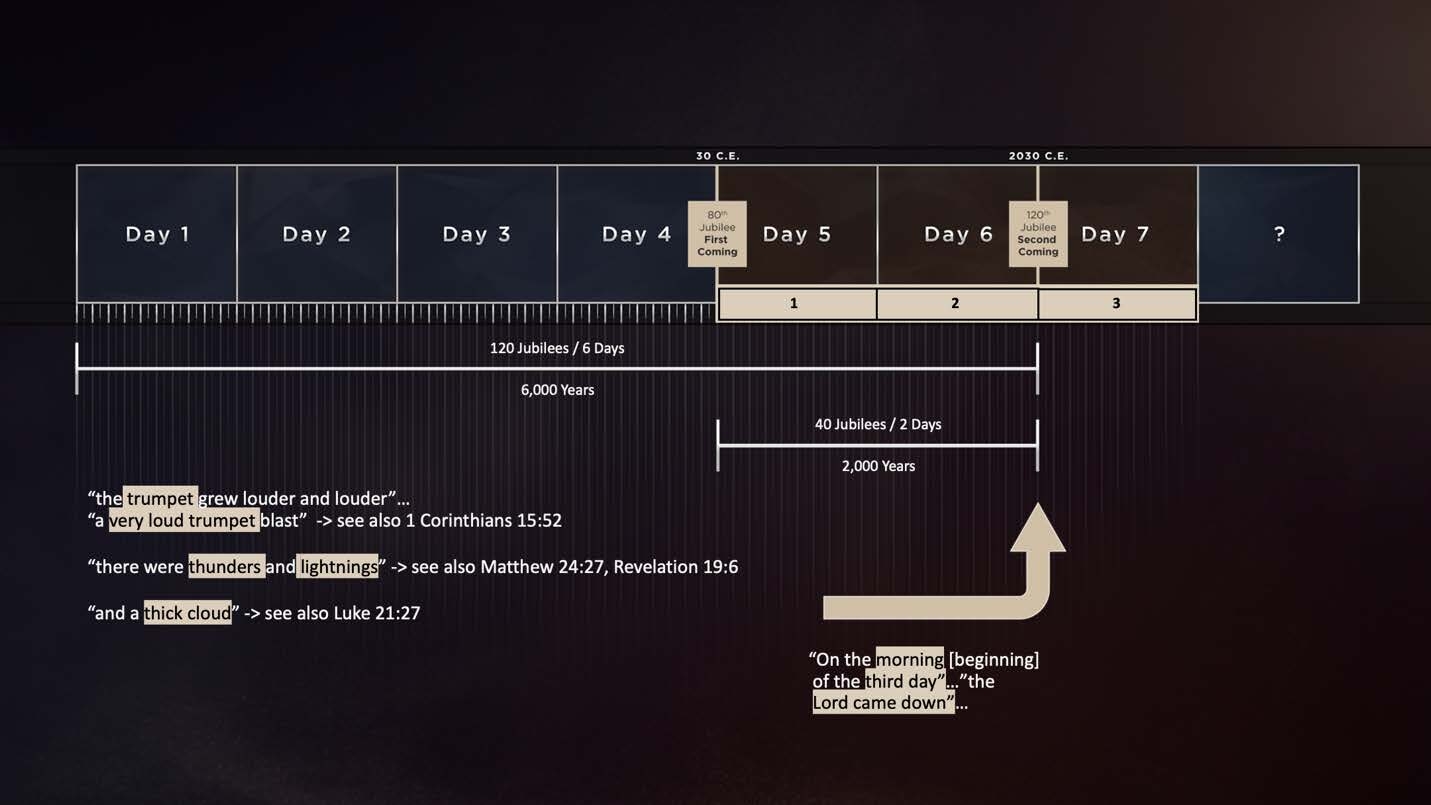 30 C.E.
2030 C.E.
Day 1
Day 2
Day 3
Day 4
80th
Jubilee
First
Coming
Day 5
Day 6
120th
Jubilee
Second
Coming
Day 7
?
1
2
3
120 Jubilees / 6 Days
6,000 Years
40 Jubilees / 2 Days
2,000 Years
“the trumpet grew louder and louder”…
“a very loud trumpet blast” -> see also 1 Corinthians 15:52
“there were thunders and lightnings” -> see also Matthew 24:27, Revelation 19:6
“and a thick cloud” -> see also Luke 21:27
“On the morning [beginning]
of the third day”…”the
Lord came down”…